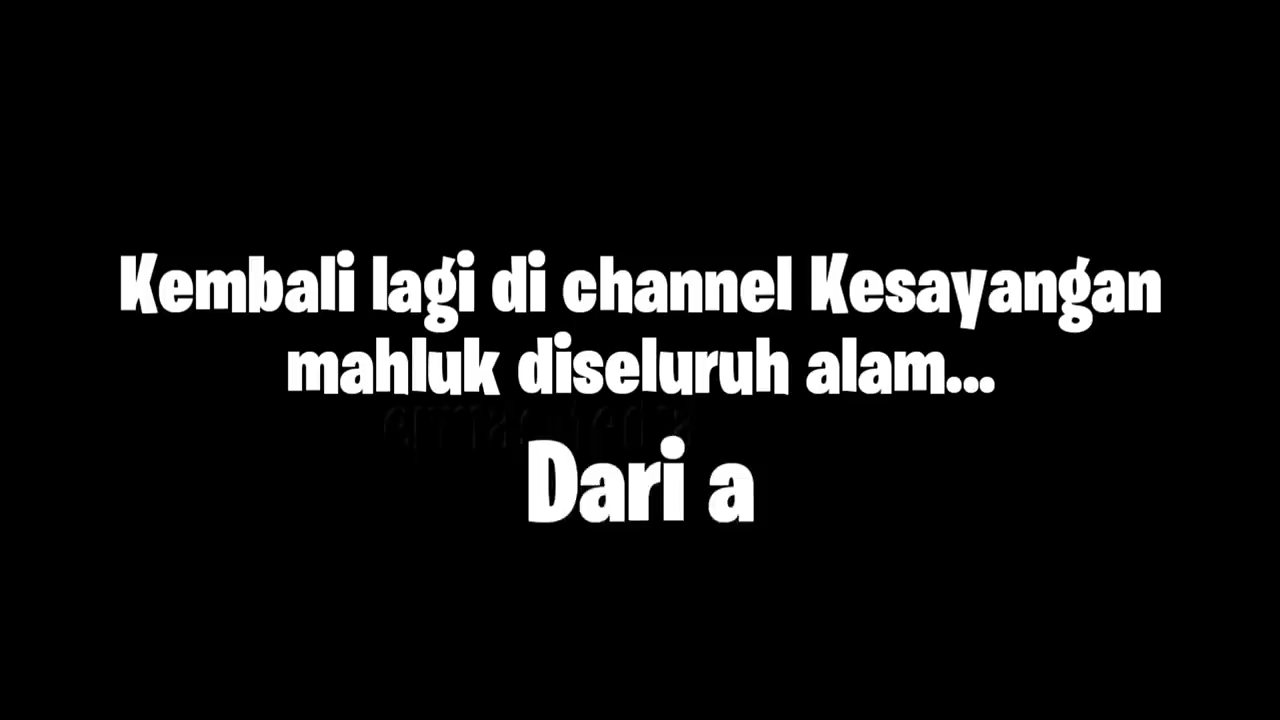 Kembali lagi di channel Kesayangan
mahluk diseluruh alam...
Dari a